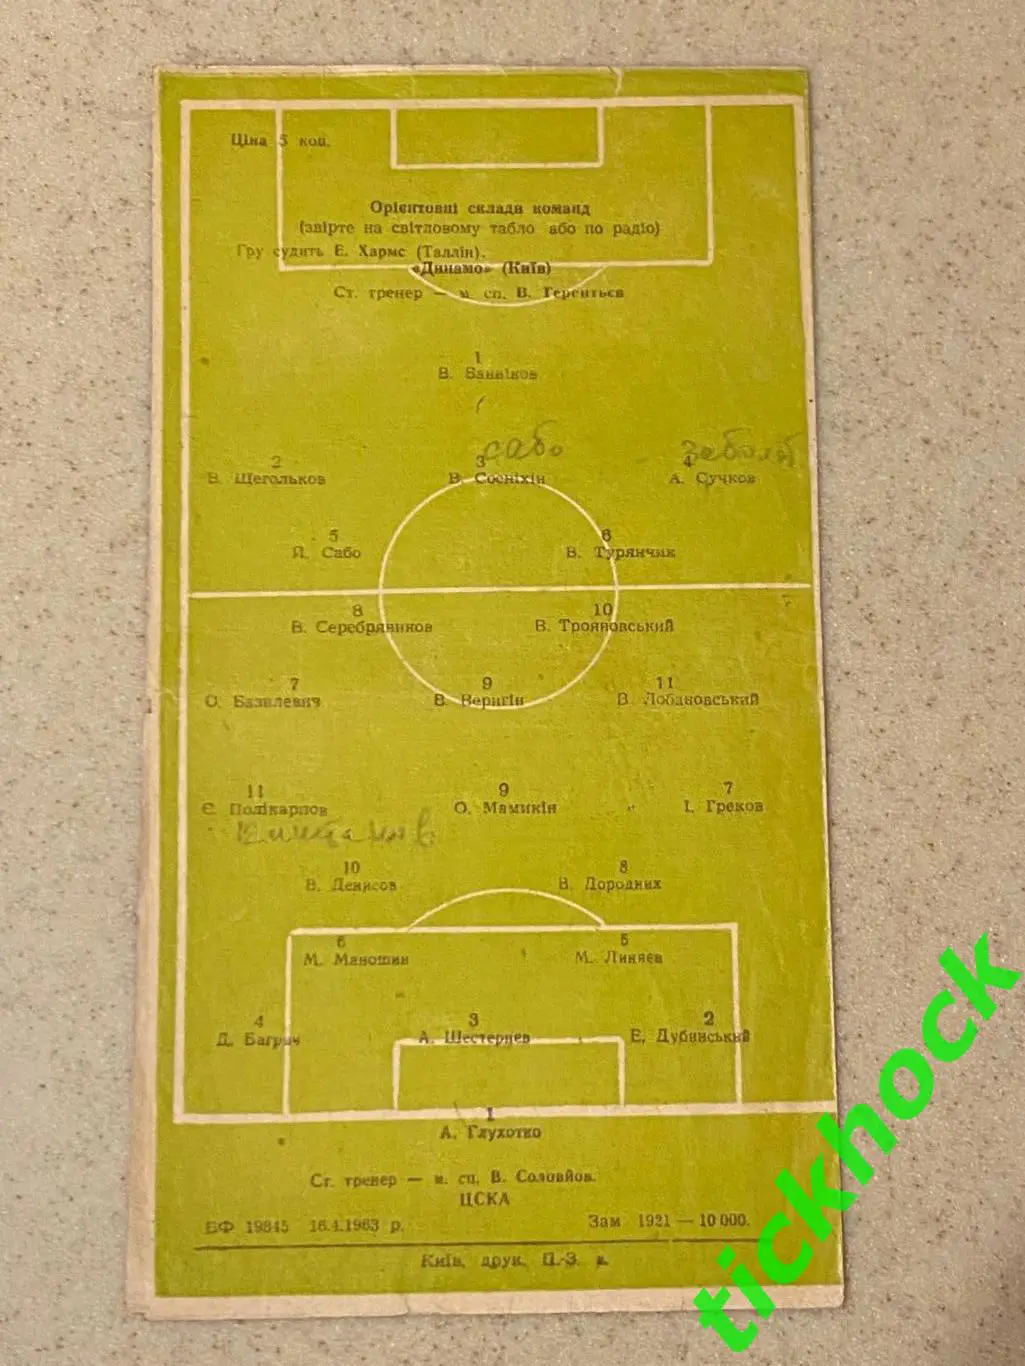 Ціна 5 коп.
Орієнтовні склади команд
(звірте на світловому табло або по радіо)
Гру судить Е. Хармс (Таллін).
«Динамо» (Київ)
Ст. тренер — м. сп. В. Терентьєв
1
В. Банніков
сабо заболот
2 3 4
В. Щегольков В. Соснихін А. Сучков
5 6
Й. Сабо В. Турянчик
8 10
В. Серебряников В. Трояновський
7 9 11
О. Базилевич В. Веригін В. Лобановський
11 9 7
Є. Полікарпов О. Мамикін І. Греков
10 8
В. Денисов В. Дородних
6 5
М. Маношин М. Линяєв
4 3 2
Д. Багрич А. Шестернев Е. Дубинський
1
А. Глухотко
Ст. тренер — м. сп. В. Соловйов.
ЦСКА
БФ 19845 16.4.1963 р. Зам 1921 — 10 000.
Київ, друк. П.-З. з.
tickhock